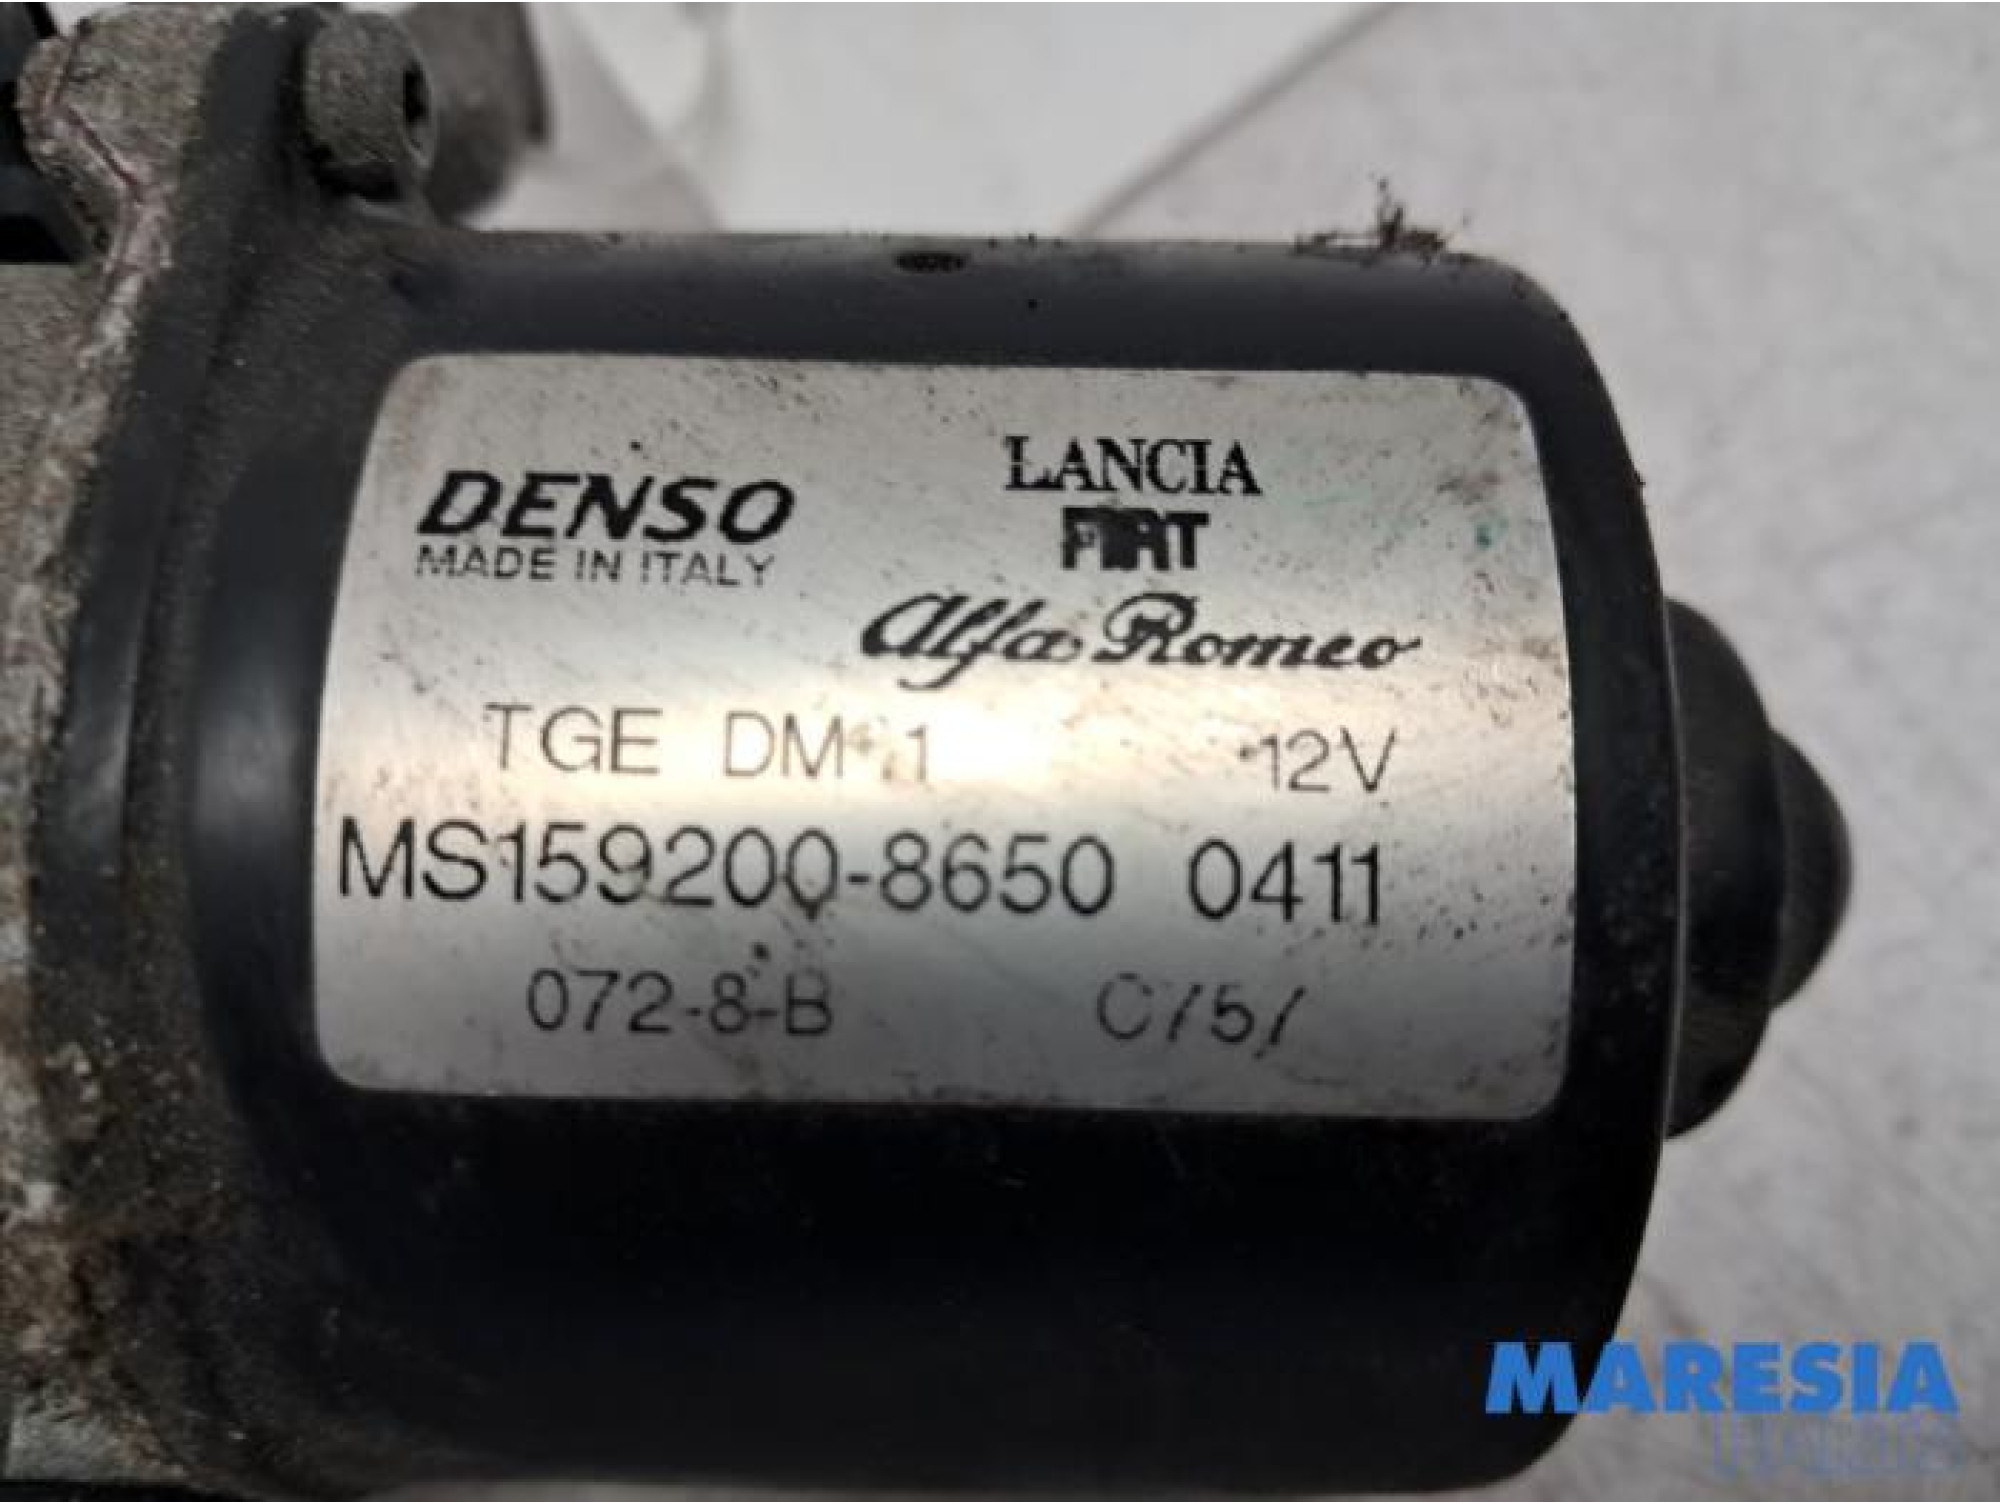 DENSO
MADE IN ITALY
LANCIA
FIAT
Alfa Romeo
TGE DM 1 12V
MS159200-8650 0411
072-8-B C/5/
MARESIA
PARTS